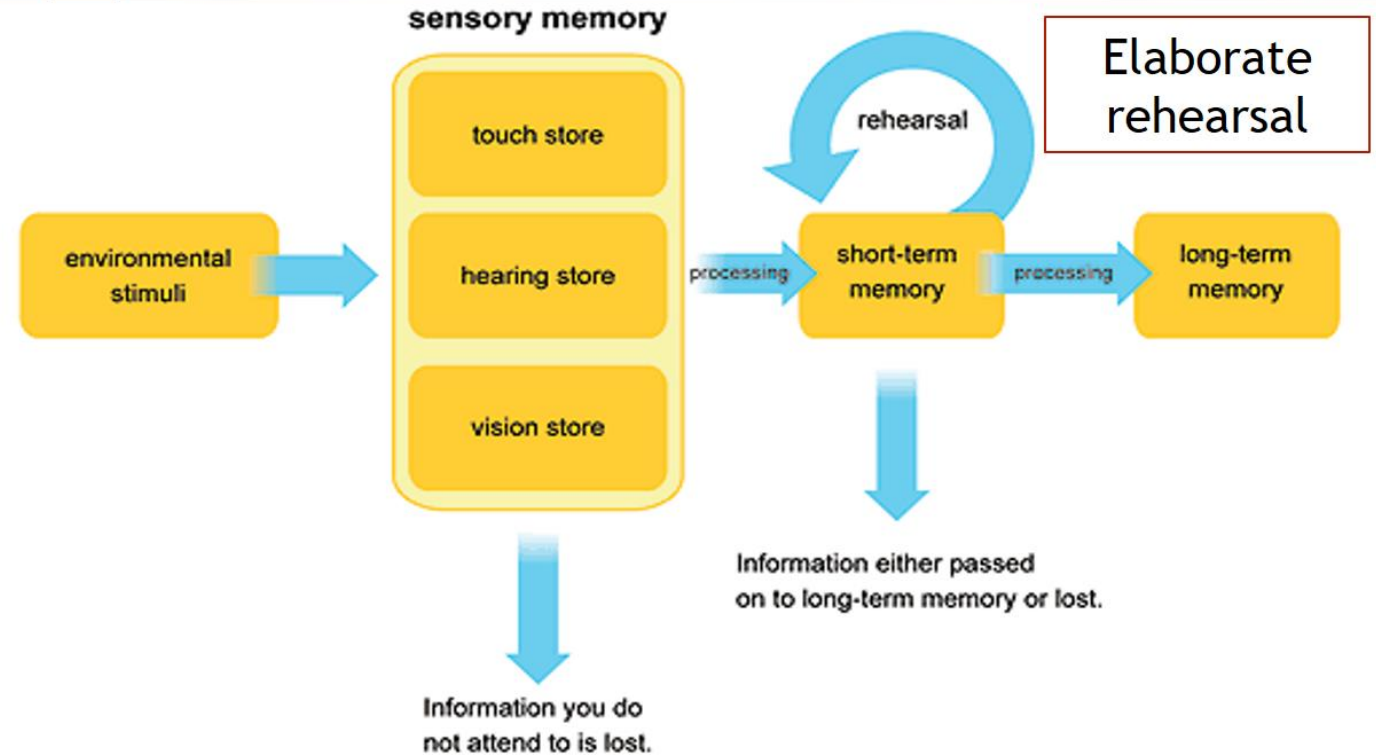 sensory memory
Elaborate
rehearsal
touch store
rehearsal
environmental
stimuli
hearing store
processing
short-term
memory
processing
long-term
memory
vision store
Information either passed
on to long-term memory or lost.
Information you do
not attend to is lost.